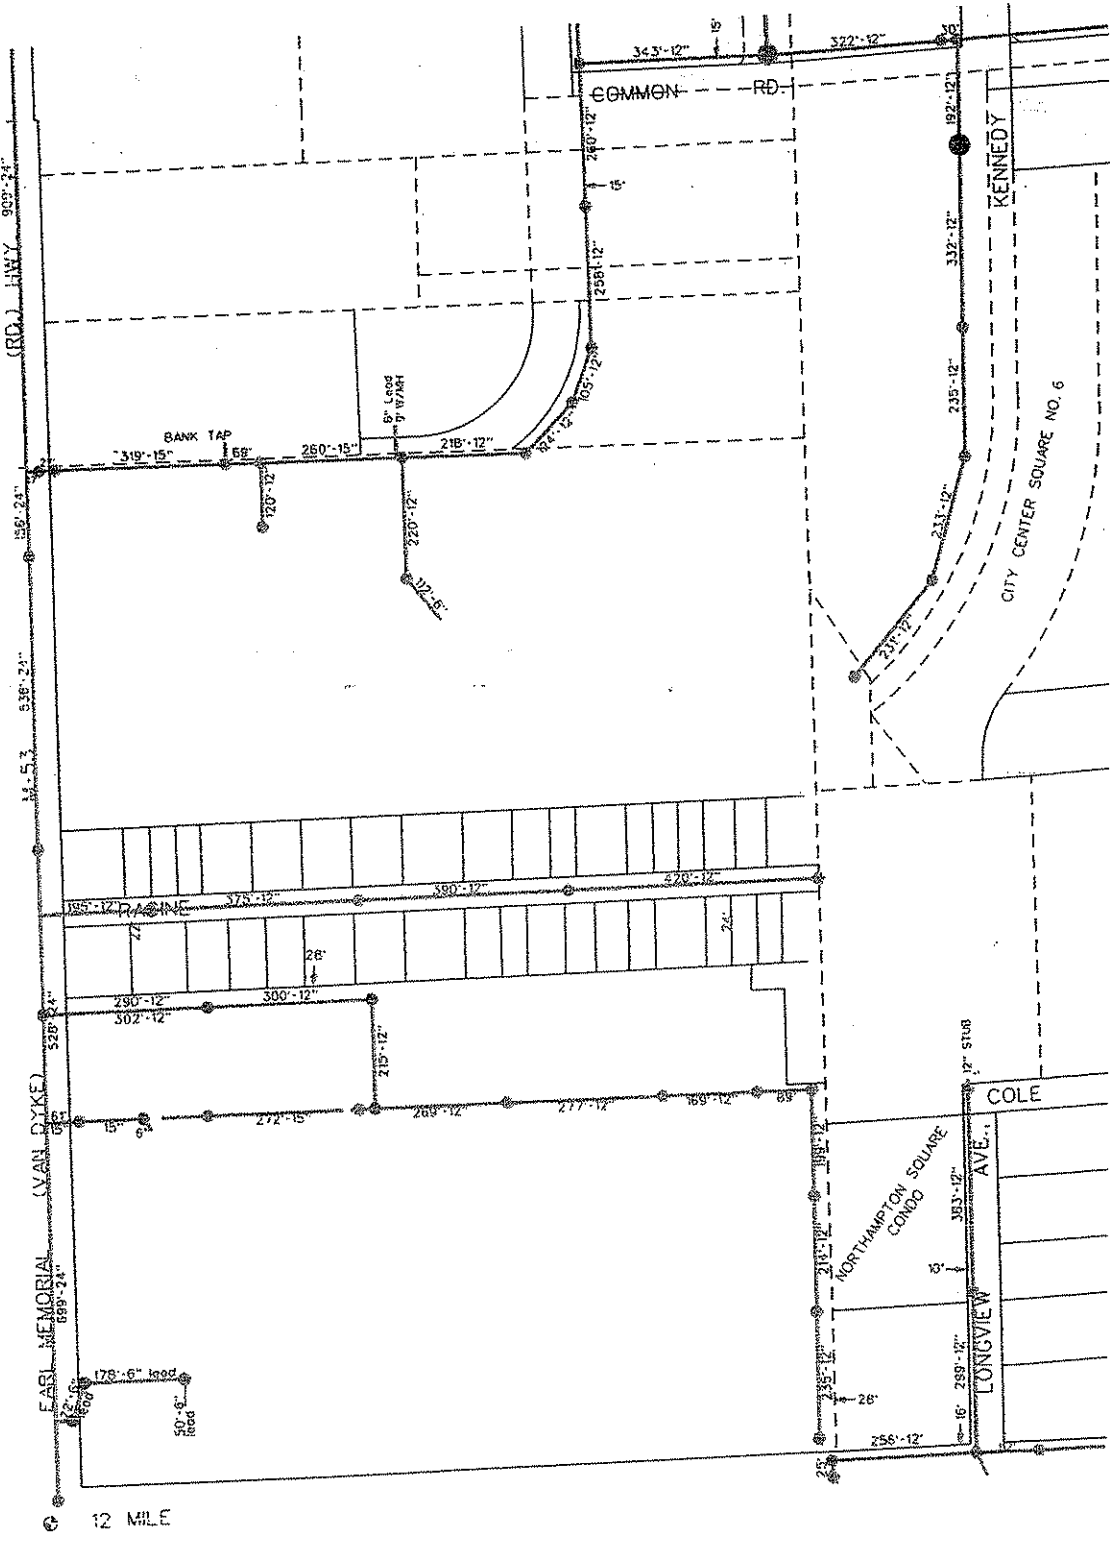 343'-12"
15'
322'-12"
30'
COMMON RD.
192'-12"
KENNEDY
260'-12"
15'
909'-24"
(RD.) HWY
332'-12"
258'-12"
105'-12"
124'-12"
235'-12"
CITY CENTER SQUARE NO. 6
6" Lead
BANK TAP
319'-15"
68'
260'-15"
218'-12"
120'-12"
220'-12"
112'-6"
156'-24"
233'-12"
231'-12"
538'-24"
195'-12"
RACINE
375'-12"
390'-12"
420'-12"
24'
28'
290'-12"
302'-12"
300'-12"
528'-24"
215'-12"
12" STUB
COLE
61'
15"
15"
272'-15"
269'-12"
277'-12"
169'-12"
89'
(VAN DYKE)
199'-12"
NORTHAMPTON SQUARE
CONDO
383'-12"
AVE.
214'-12"
10'
EARL MEMORIAL
699'-24"
LONGVIEW
178'-6" lead
50'-6"
lead
lead
235'-12"
28'
299'-12"
16'
256'-12'
25'
12 MILE